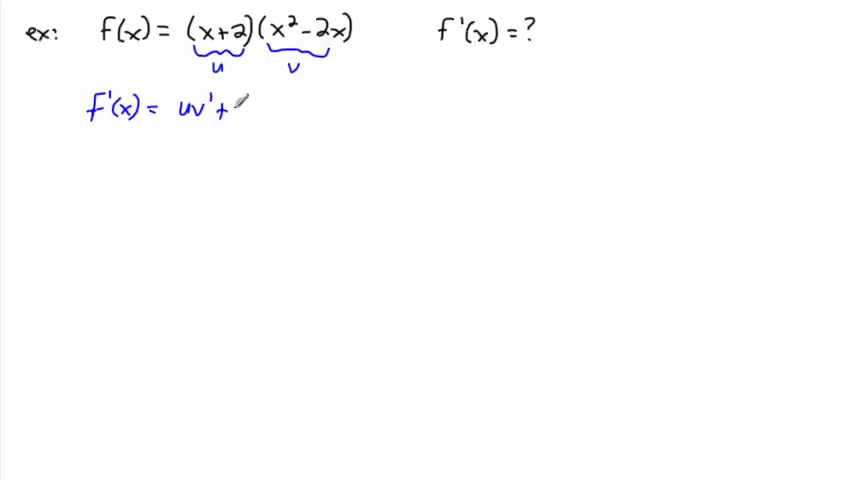 ex: f(x) = (x+2)(x²-2x) f'(x) = ?
u v
f'(x) = uv' +